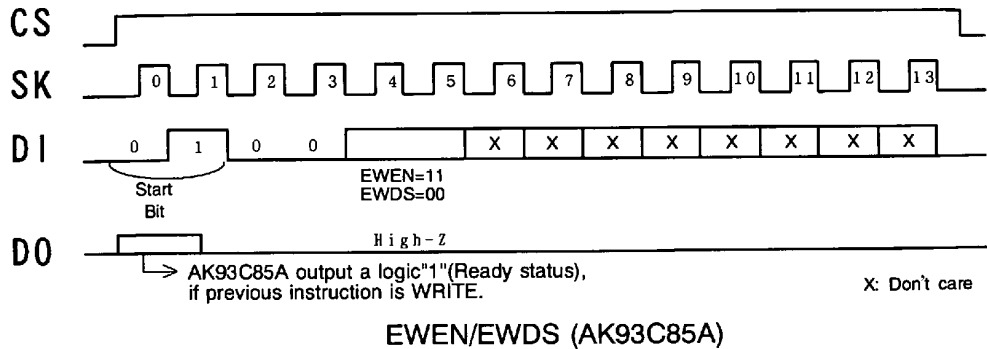 CS
SK 0 1 2 3 4 5 6 7 8 9 10 11 12 13
DI 0 1 0 0 X X X X X X X X
Start
Bit
EWEN=11
EWDS=00
DO High-Z
AK93C85A output a logic"1"(Ready status),
if previous instruction is WRITE.
X: Don't care
EWEN/EWDS (AK93C85A)